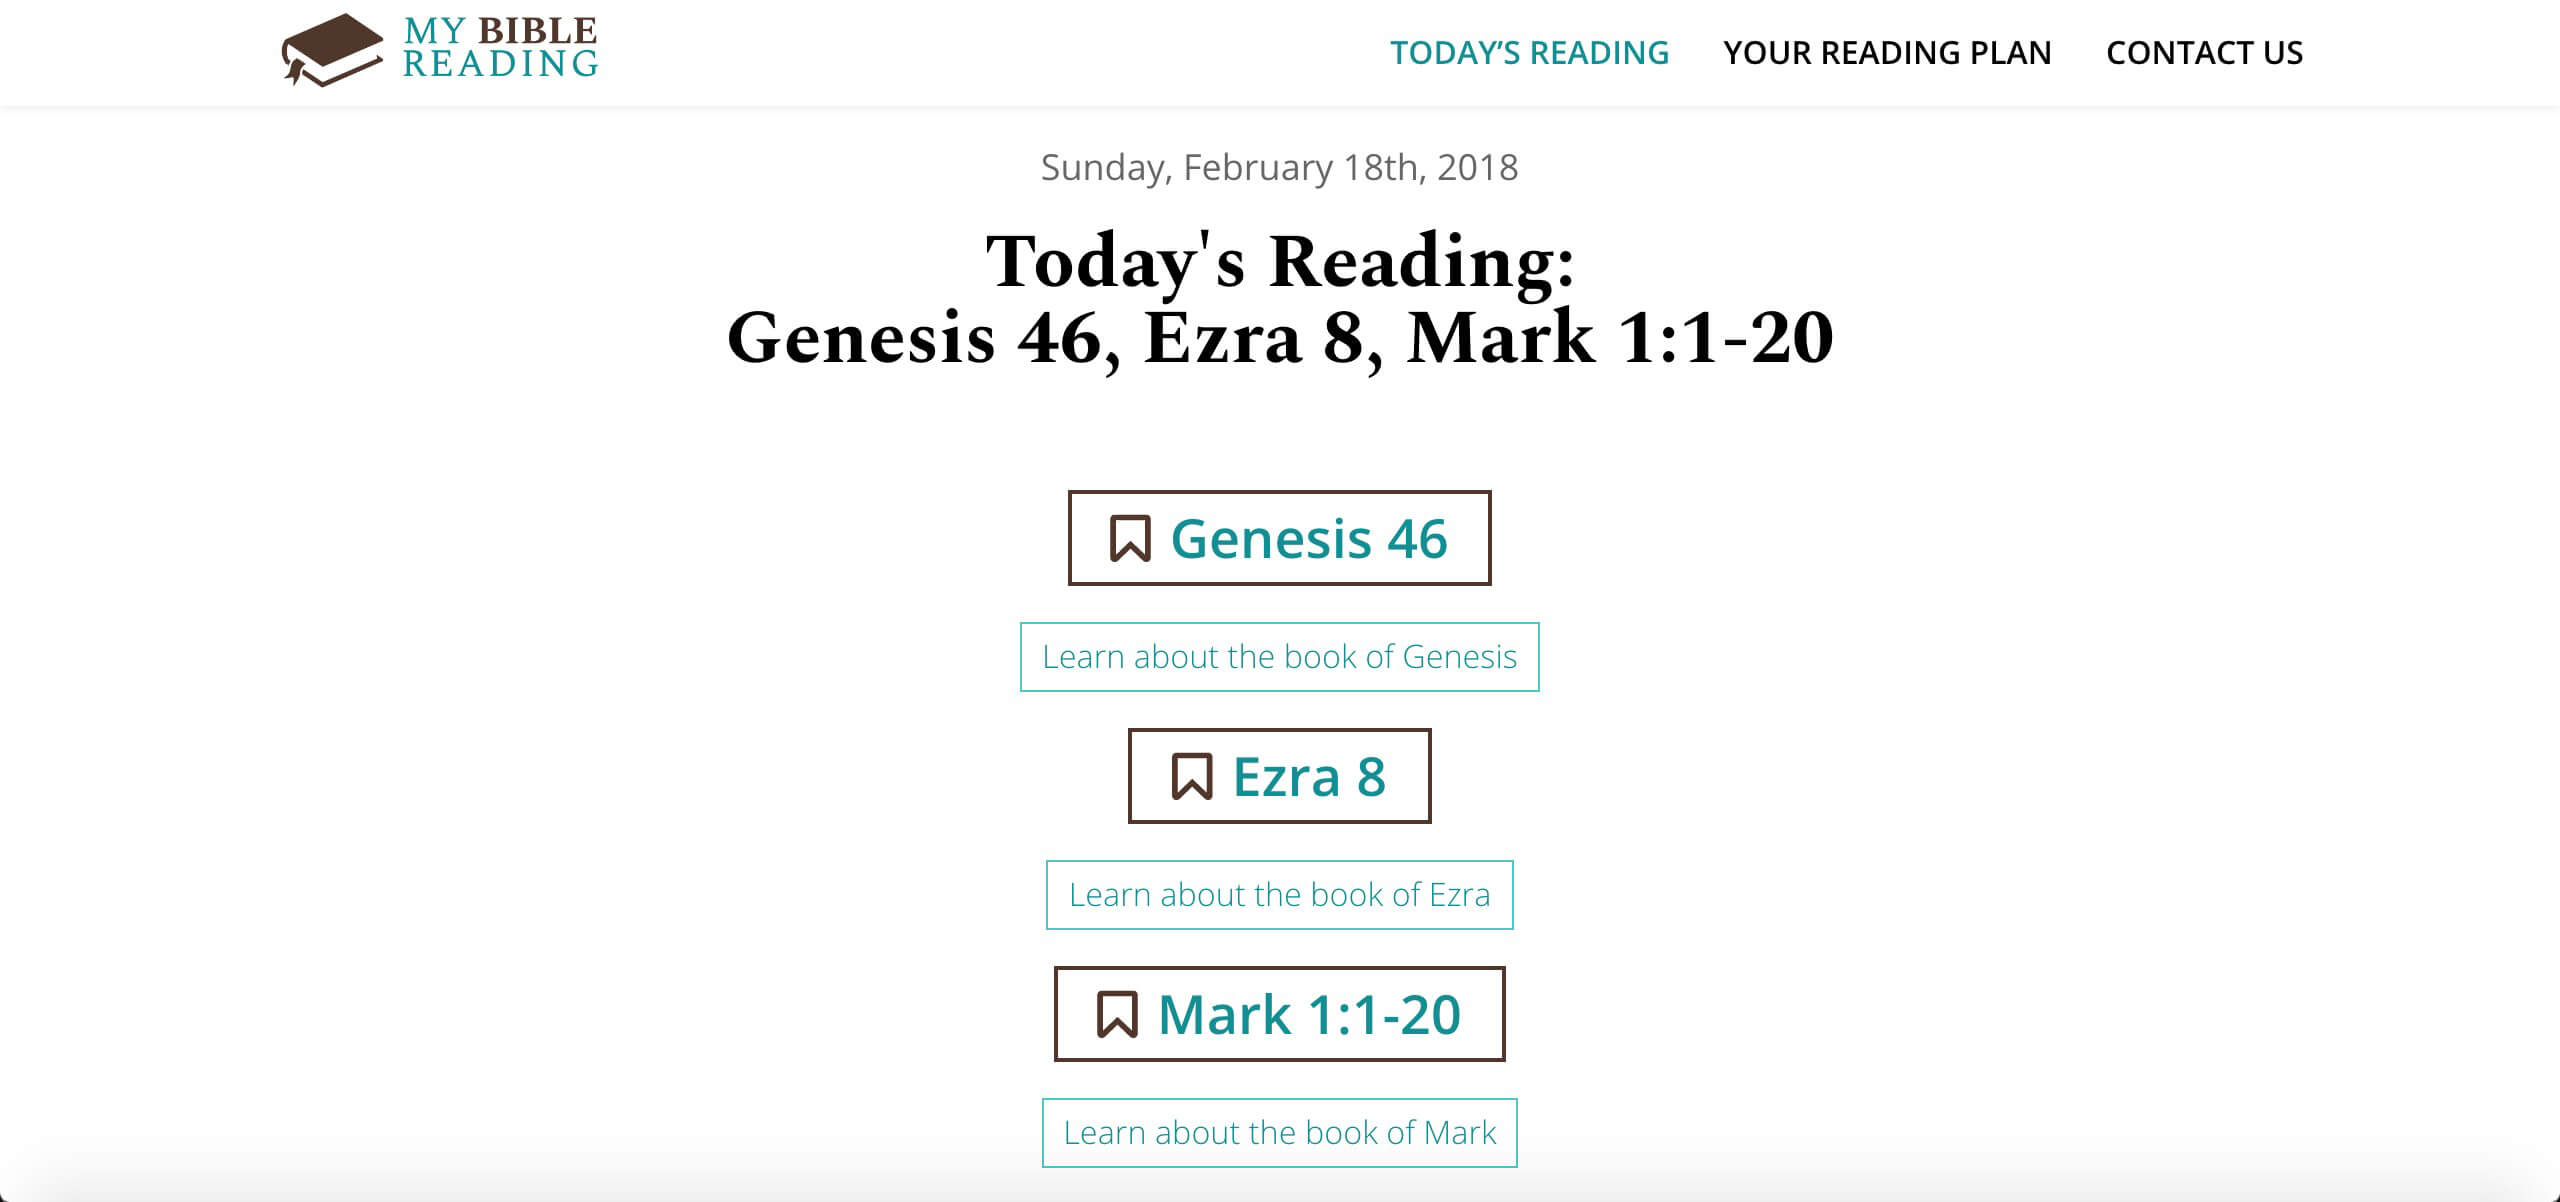 MY BIBLE
READING
TODAY’S READING
YOUR READING PLAN
CONTACT US
Sunday, February 18th, 2018
Today's Reading:
Genesis 46, Ezra 8, Mark 1:1-20
Genesis 46
Learn about the book of Genesis
Ezra 8
Learn about the book of Ezra
Mark 1:1-20
Learn about the book of Mark